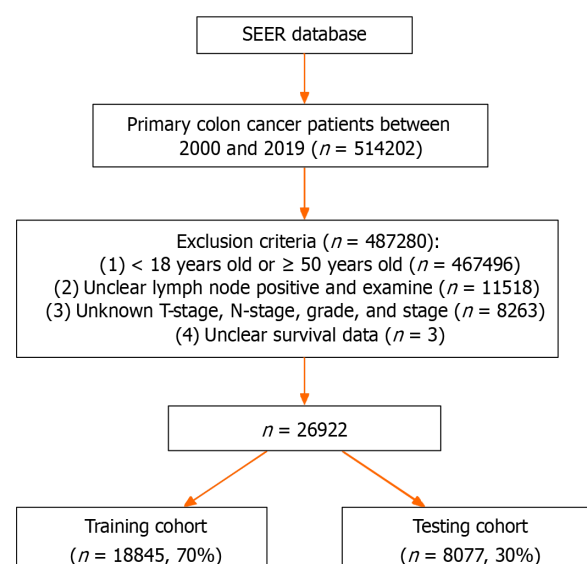 SEER database
Primary colon cancer patients between
2000 and 2019 (n = 514202)
Exclusion criteria (n = 487280):
(1) < 18 years old or ≥ 50 years old (n = 467496)
(2) Unclear lymph node positive and examine (n = 11518)
(3) Unknown T-stage, N-stage, grade, and stage (n = 8263)
(4) Unclear survival data (n = 3)
n = 26922
Training cohort
(n = 18845, 70%)
Testing cohort
(n = 8077, 30%)